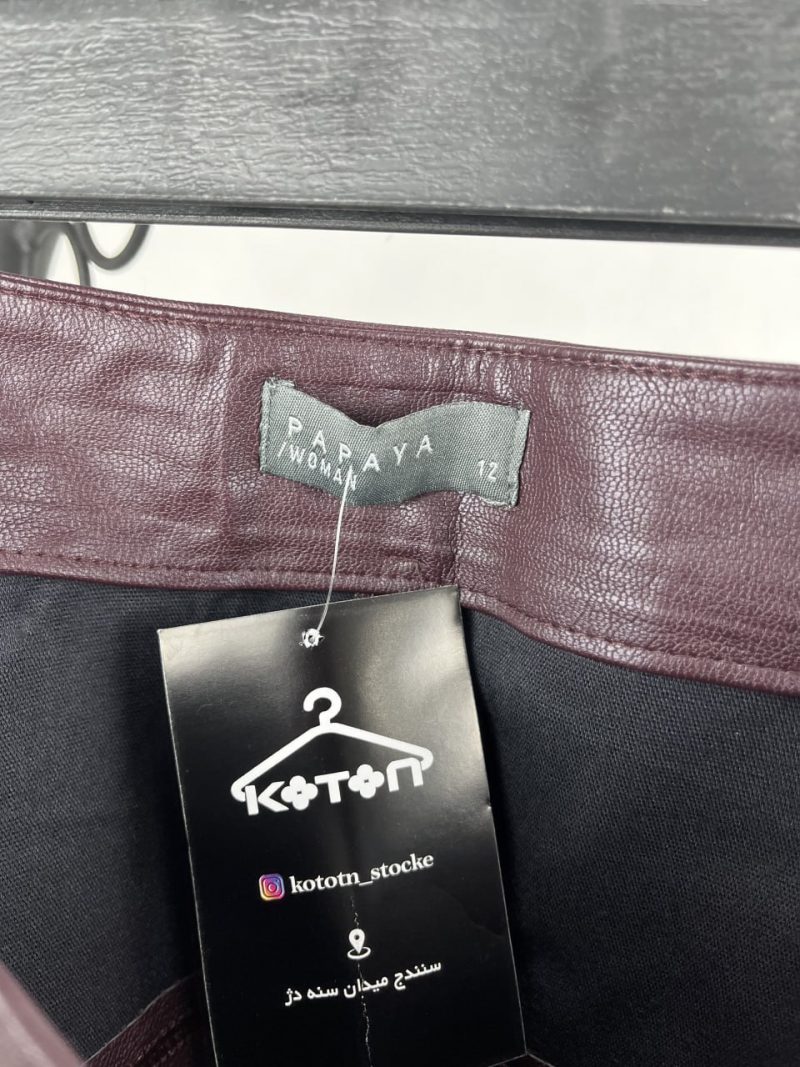 PAPAYA
/WOMAN
12
KOTON
kototn_stocke
سنندج میدان سنه دژ